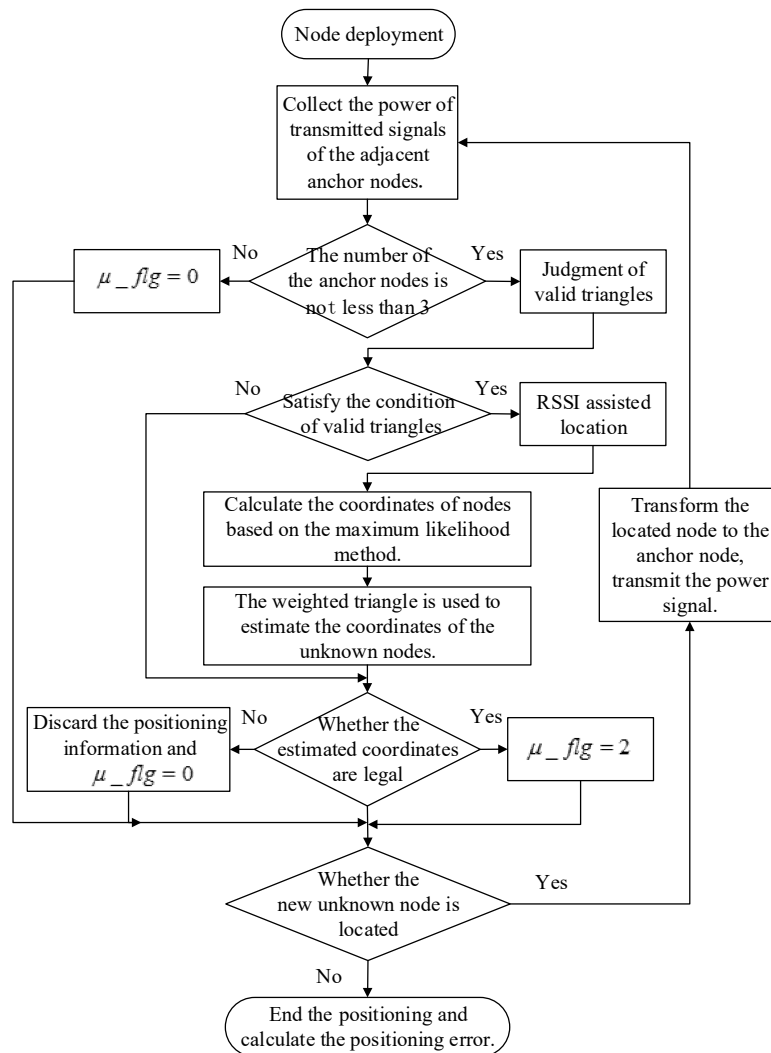 Node deployment
Collect the power of
transmitted signals
of the adjacent
anchor nodes.
No
The number of
the anchor nodes is
not less than 3
Yes
μ_flg = 0
Judgment of
valid triangles
No
Satisfy the condition
of valid triangles
Yes
RSSI assisted
location
Calculate the coordinates of nodes
based on the maximum likelihood
method.
Transform the
located node to the
anchor node,
transmit the power
signal.
The weighted triangle is used to
estimate the coordinates of the
unknown nodes.
Discard the positioning
information and
μ_flg = 0
No
Whether the
estimated coordinates
are legal
Yes
μ_flg = 2
Whether the
new unknown node is
located
Yes
No
End the positioning and
calculate the positioning error.